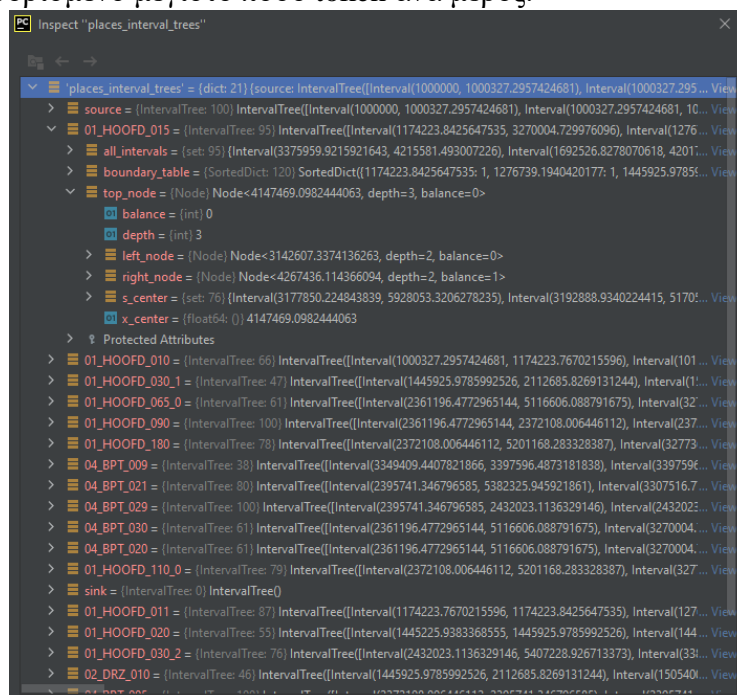 Inspect "places_interval_trees"
'places_interval_trees' = {dict: 21} {source: IntervalTree([Interval(1000000, 1000327.2957424681), Interval(1000327.295 ... View
source = {IntervalTree: 100} IntervalTree([Interval(1000000, 1000327.2957424681), Interval(1000327.2957424681, 10... View
01_HOOFD_015 = {IntervalTree: 95} IntervalTree([Interval(1174223.8425647535, 3270004.729976096), Interval(1276... View
all_intervals = {set: 95} {Interval(3375959.9215921643, 4215581.493007226), Interval(1692526.8278070618, 42017... View
boundary_table = {SortedDict: 120} SortedDict({1174223.8425647535: 1, 1276739.1940420177: 1, 1445925.97859... View
top_node = {Node} Node<4147469.0982444063, depth=3, balance=0>
balance = {int} 0
depth = {int} 3
left_node = {Node} Node<3142607.3374136263, depth=2, balance=0>
right_node = {Node} Node<4267436.114366094, depth=2, balance=1>
s_center = {set: 76} {Interval(3177850.224843839, 5928053.3206278235), Interval(3192888.9340224415, 51705... View
x_center = {float64: ()} 4147469.0982444063
Protected Attributes
01_HOOFD_010 = {IntervalTree: 66} IntervalTree([Interval(1000327.2957424681, 1174223.7670215596), Interval(101... View
01_HOOFD_030_1 = {IntervalTree: 47} IntervalTree([Interval(1445925.9785992526, 2112685.8269131244), Interval(1... View
01_HOOFD_065_0 = {IntervalTree: 61} IntervalTree([Interval(2361196.4772965144, 5116606.088791675), Interval(32... View
01_HOOFD_090 = {IntervalTree: 100} IntervalTree([Interval(2361196.4772965144, 2372108.006446112), Interval(237... View
01_HOOFD_180 = {IntervalTree: 78} IntervalTree([Interval(2372108.006446112, 5201168.283328387), Interval(32773... View
04_BPT_009 = {IntervalTree: 38} IntervalTree([Interval(3349409.4407821866, 3397596.4873181838), Interval(3397596... View
04_BPT_021 = {IntervalTree: 80} IntervalTree([Interval(2395741.346796585, 5382325.945921861), Interval(3307516.7... View
04_BPT_029 = {IntervalTree: 100} IntervalTree([Interval(2395741.346796585, 2432023.1136329146), Interval(2432023... View
04_BPT_030 = {IntervalTree: 61} IntervalTree([Interval(2361196.4772965144, 5116606.088791675), Interval(3270004.... View
04_BPT_020 = {IntervalTree: 61} IntervalTree([Interval(2361196.4772965144, 5116606.088791675), Interval(3270004.... View
01_HOOFD_110_0 = {IntervalTree: 79} IntervalTree([Interval(2372108.006446112, 5201168.283328387), Interval(327... View
sink = {IntervalTree: 0} IntervalTree()
01_HOOFD_011 = {IntervalTree: 87} IntervalTree([Interval(1174223.7670215596, 1174223.8425647535), Interval(127... View
01_HOOFD_020 = {IntervalTree: 55} IntervalTree([Interval(1445225.9383368555, 1445925.9785992526), Interval(144... View
01_HOOFD_030_2 = {IntervalTree: 76} IntervalTree([Interval(2432023.1136329146, 5407228.926713373), Interval(338... View
02_DRZ_010 = {IntervalTree: 46} IntervalTree([Interval(1445925.9785992526, 2112685.8269131244), Interval(150540... View